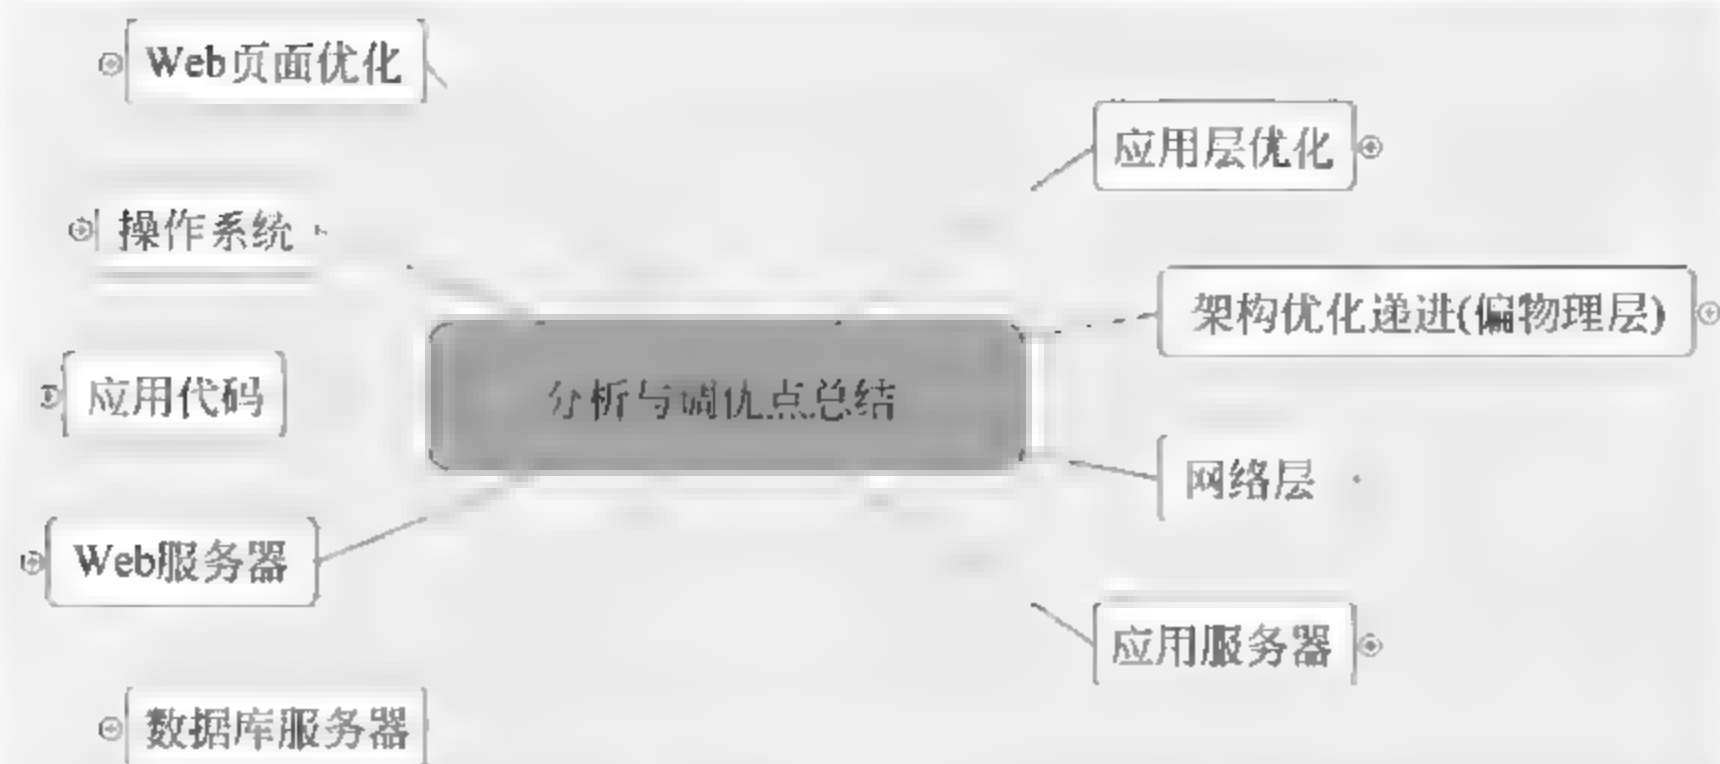 Web页面优化
应用层优化
操作系统
架构优化递进(偏物理层)
应用代码
分析与调优点总结
网络层
Web服务器
应用服务器
数据库服务器